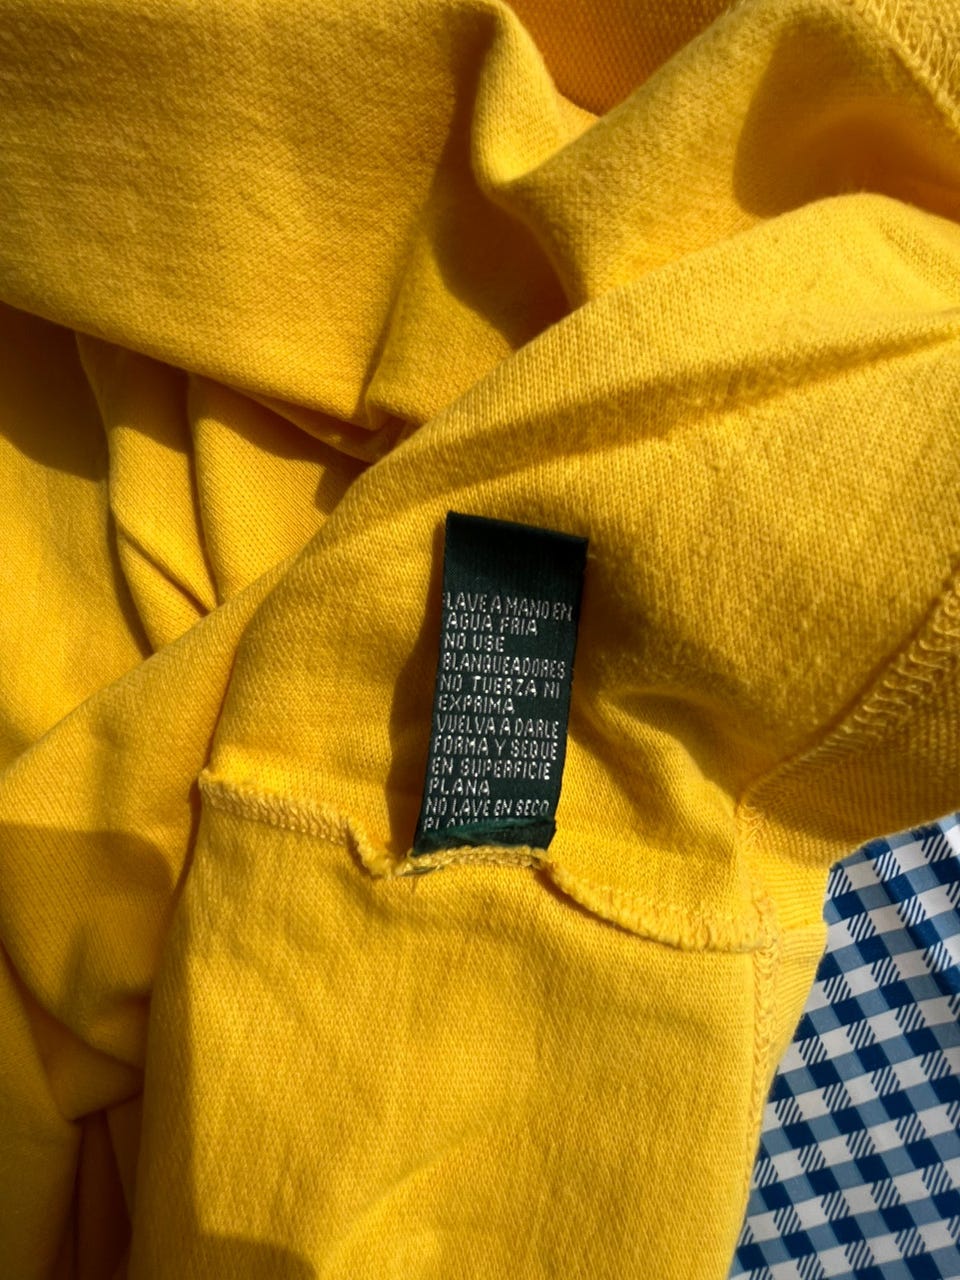 LAVE A MANO EN
AGUA FRIA
NO USE
BLANQUEADORES
NO TUERZA NI
EXPRIMA
VUELVA A DARLE
FORMA Y SEQUE
EN SUPERFICIE
PLANA
NO LAVE EN SECO